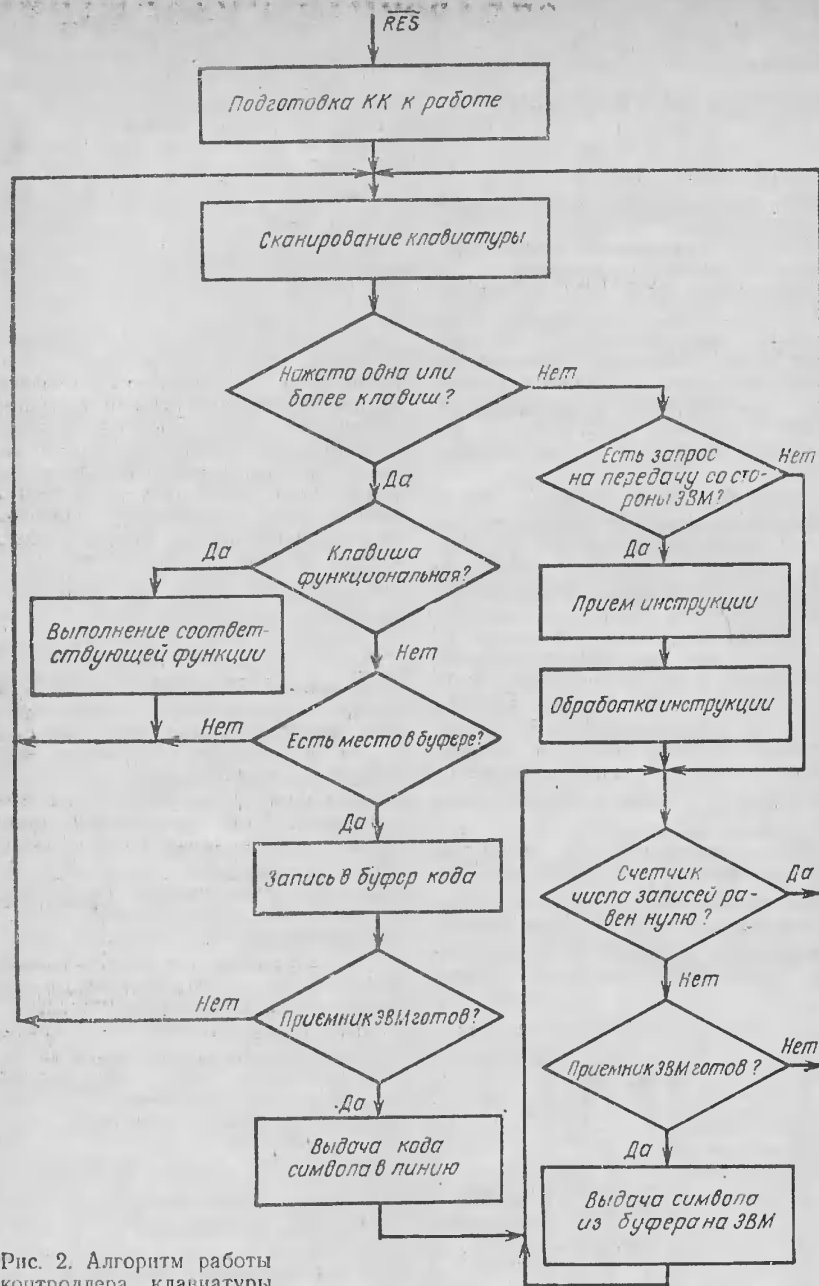 RES
Подготовка КК к работе
Сканирование клавиатуры
Нажата одна или
более клавиш?
Нет
Да
Есть запрос
на передачу со сто-
роны ЭВМ?
Нет
Да
Клавиша
функциональная?
Да
Нет
Выполнение соответ-
ствующей функции
Прием инструкции
Обработка инструкции
Есть место в буфере?
Нет
Да
Запись в буфер кода
Счетчик
числа записей ра-
вен нулю?
Да
Нет
Приемник ЭВМ готов?
Нет
Да
Приемник ЭВМ готов?
Нет
Да
Выдача кода
символа в линию
Выдача символа
из буфера на ЭВМ
Рис. 2. Алгоритм работы
контроллера клавиатуры